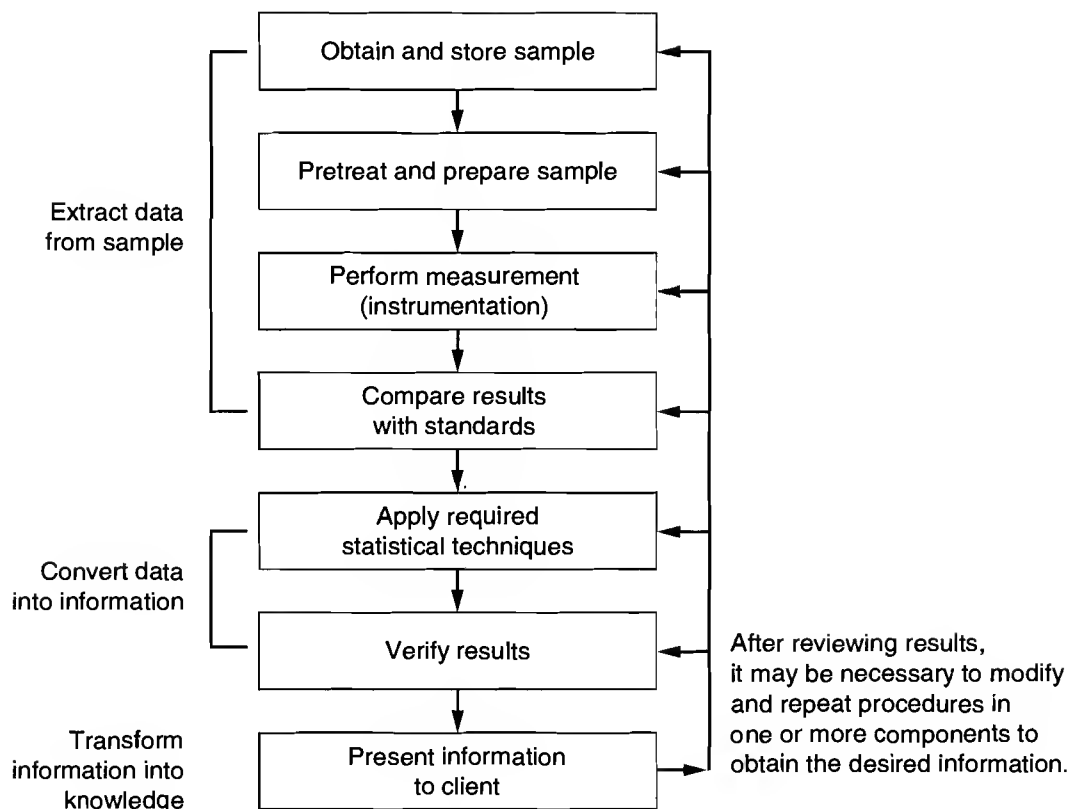 Obtain and store sample
Pretreat and prepare sample
Extract data
from sample
Perform measurement
(instrumentation)
Compare results
with standards
Apply required
statistical techniques
Convert data
into information
Verify results
After reviewing results,
it may be necessary to modify
and repeat procedures in
one or more components to
obtain the desired information.
Transform
information into
knowledge
Present information
to client